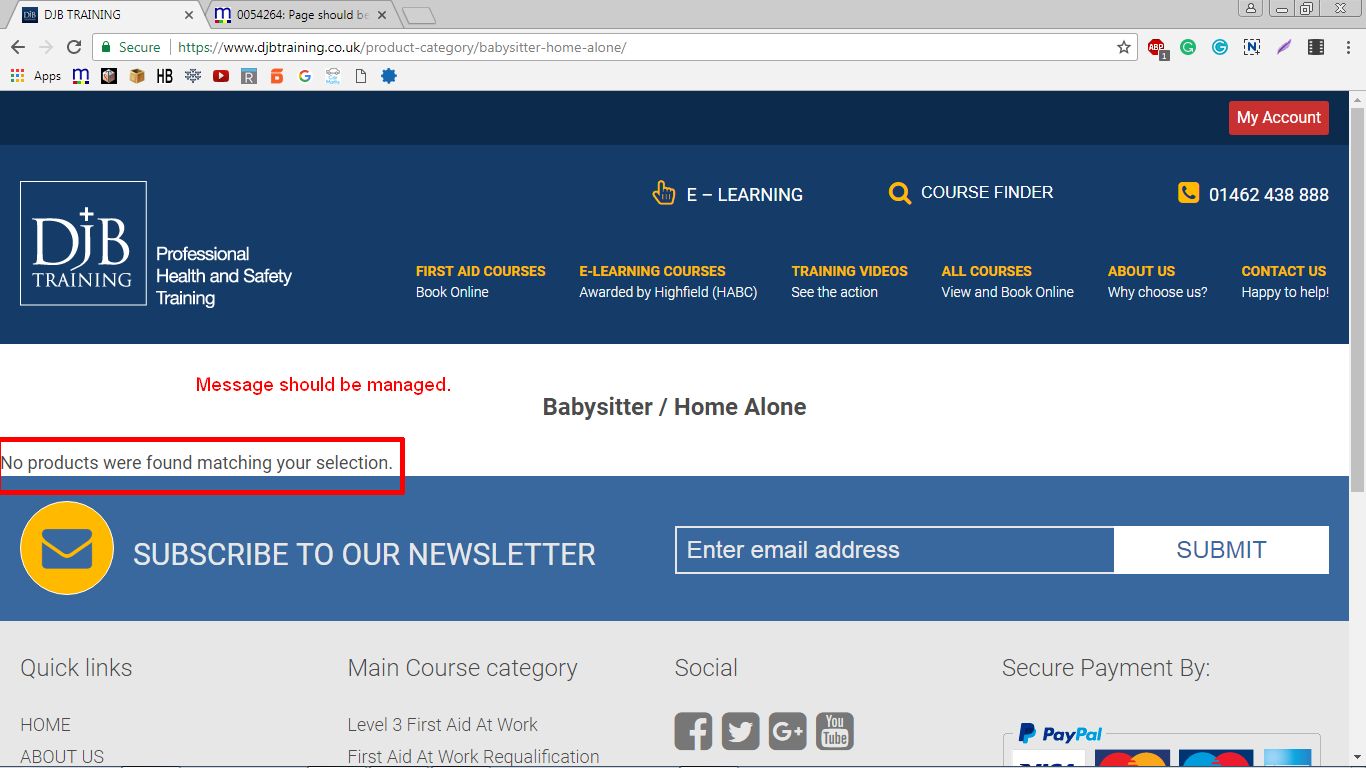 DJB TRAINING
0054264: Page should be
Secure
https://www.djbtraining.co.uk/product-category/babysitter-home-alone/
ABP
1
Apps
HB
My Account
E – LEARNING
COURSE FINDER
01462 438 888
DJB
TRAINING
Professional
Health and Safety
Training
FIRST AID COURSES
Book Online
E-LEARNING COURSES
Awarded by Highfield (HABC)
TRAINING VIDEOS
See the action
ALL COURSES
View and Book Online
ABOUT US
Why choose us?
CONTACT US
Happy to help!
Message should be managed.
Babysitter / Home Alone
No products were found matching your selection.
SUBSCRIBE TO OUR NEWSLETTER
Enter email address
SUBMIT
Quick links
HOME
ABOUT US
Main Course category
Level 3 First Aid At Work
First Aid At Work Requalification
Social
You
Tube
Secure Payment By:
PayPal
VISA